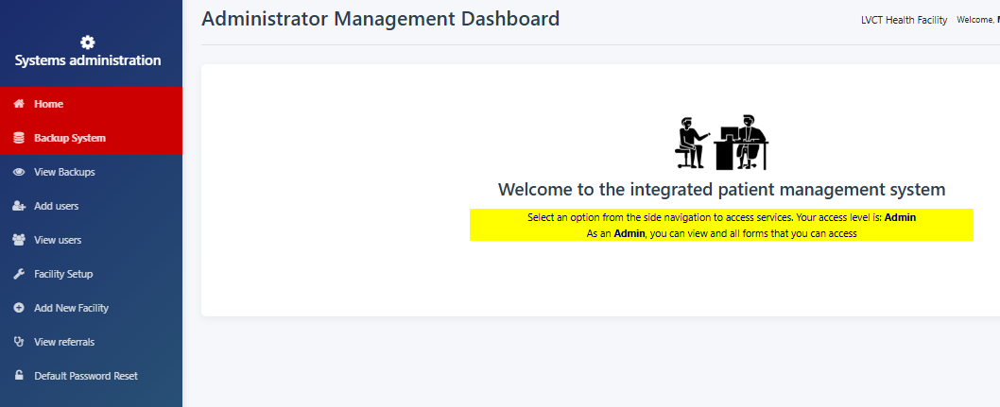 Administrator Management Dashboard
LVCT Health Facility Welcome,
Systems administration
Home
Backup System
View Backups
Add users
View users
Facility Setup
Add New Facility
View referrals
Default Password Reset
Welcome to the integrated patient management system
Select an option from the side navigation to access services. Your access level is: Admin
As an Admin, you can view and all forms that you can access